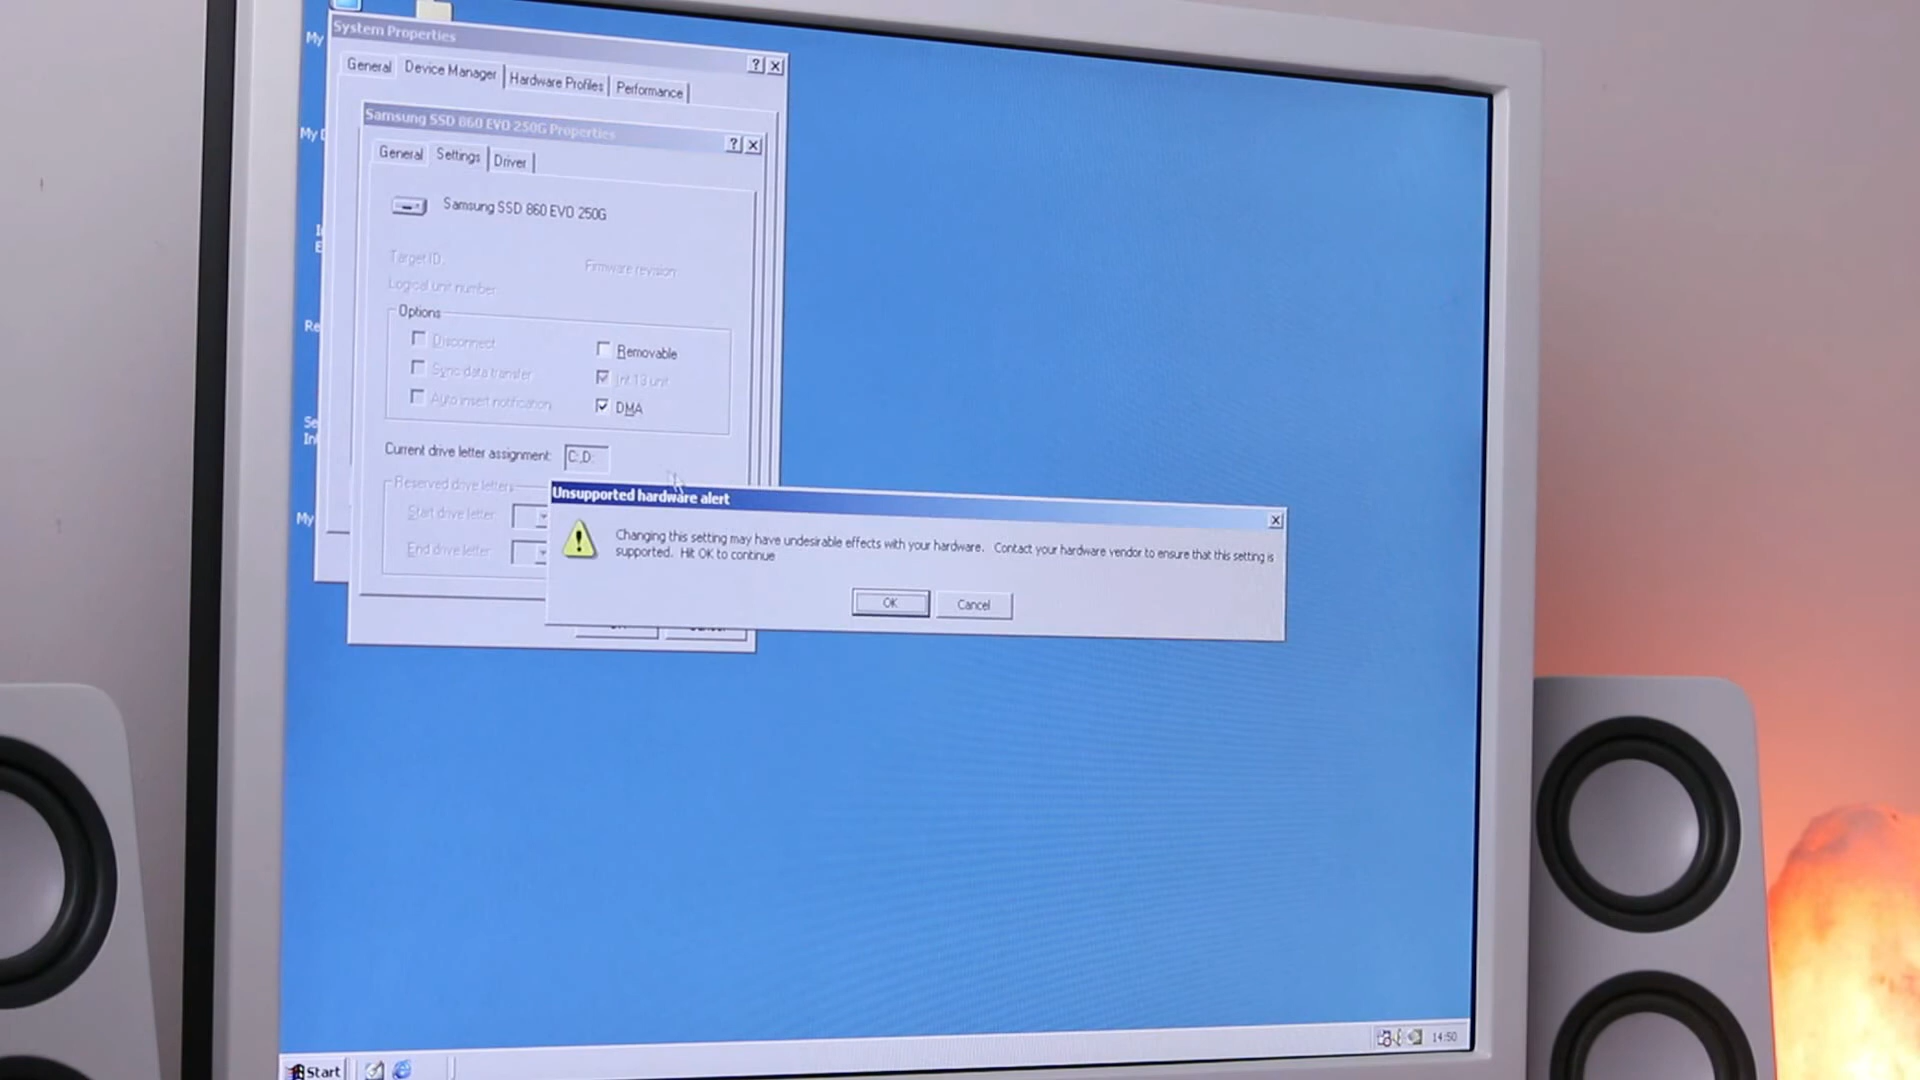 System Properties
General Device Manager Hardware Profiles Performance
Samsung SSD 860 EVO 250G Properties
General Settings Driver
Samsung SSD 860 EVO 250G
Target ID:
Firmware revision
Logical unit number
Options
Disconnect
Removable
Sync data transfer
Int 13 unit
Auto insert notification
DMA
Current drive letter assignment: C:,D:
Reserved drive letters
Start drive letter:
End drive letter:
Unsupported hardware alert
Changing this setting may have undesirable effects with your hardware. Contact your hardware vendor to ensure that this setting is
supported. Hit OK to continue
OK Cancel
My
My
Re
My
Start
14:50